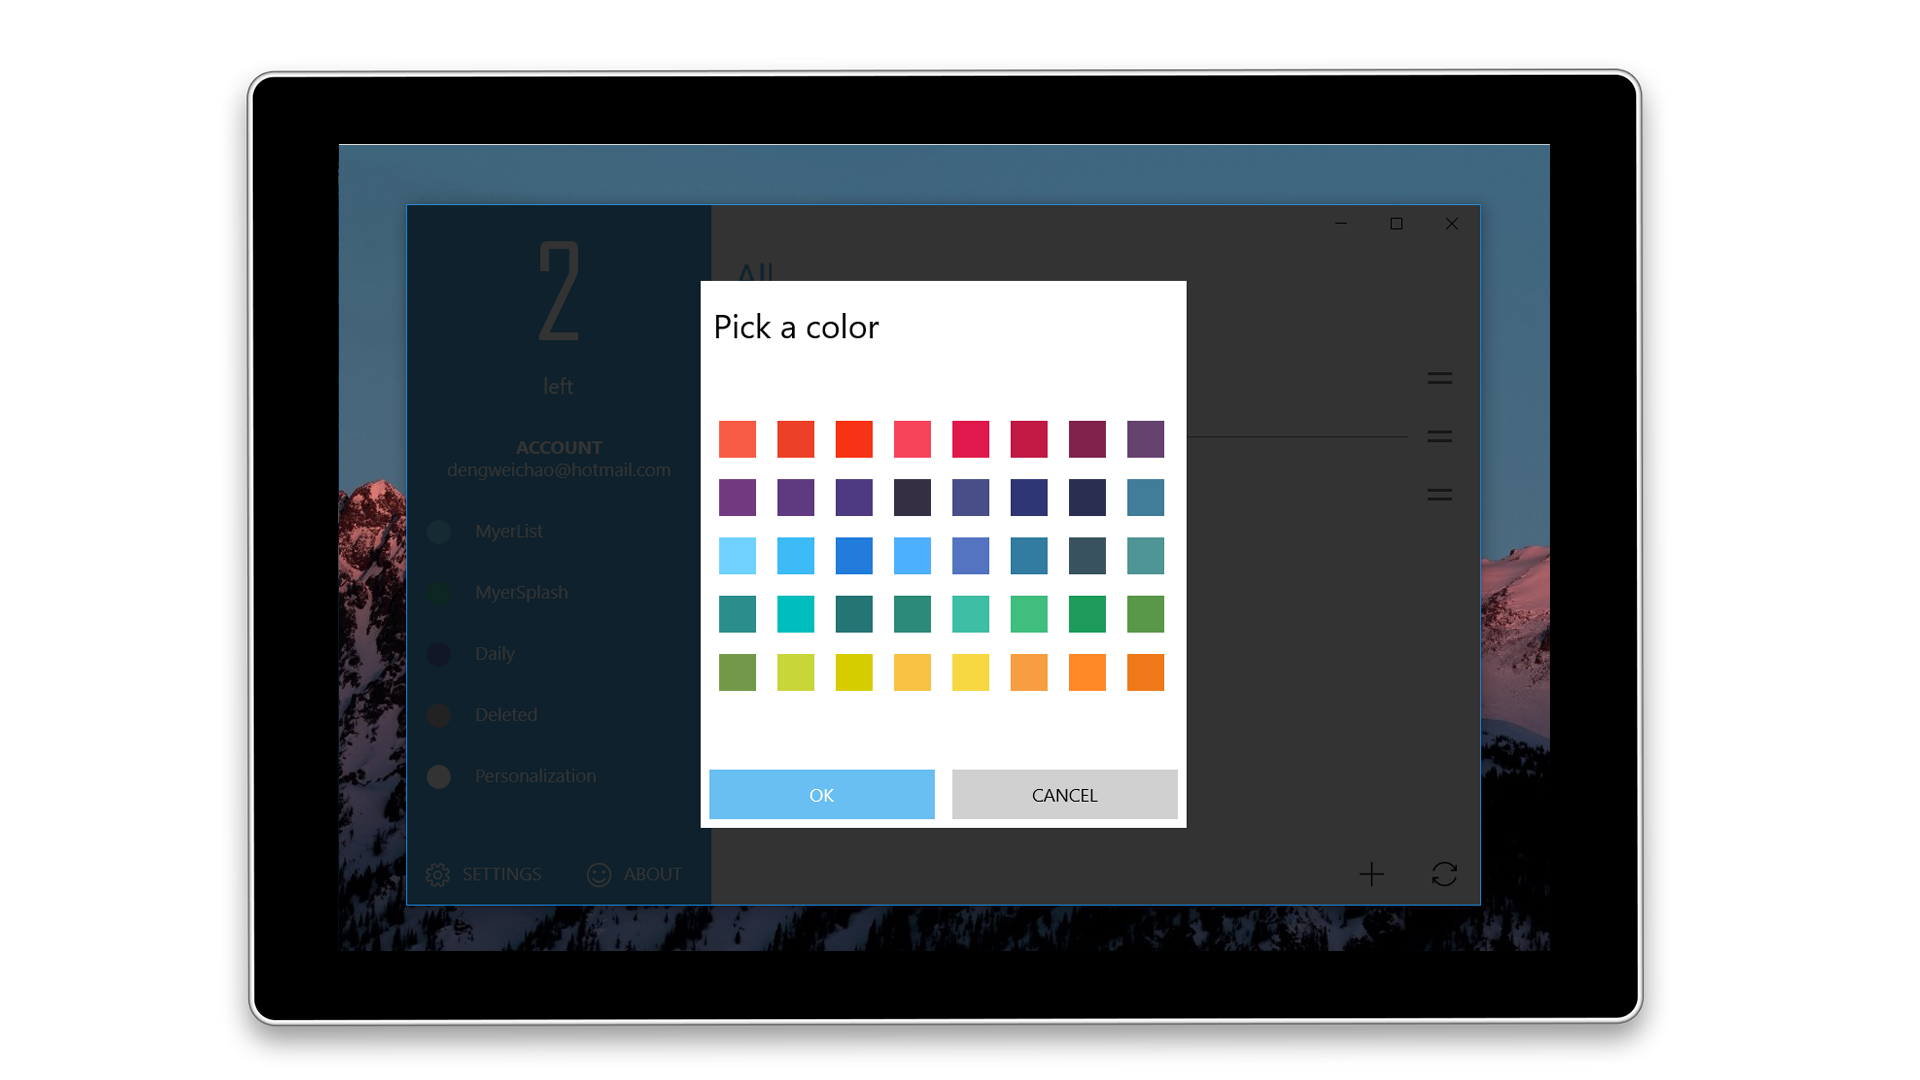 2
left
ACCOUNT
dengweichao@hotmail.com
MyerList
MyerSplash
Daily
Deleted
Personalization
SETTINGS
ABOUT
All
Pick a color
OK
CANCEL